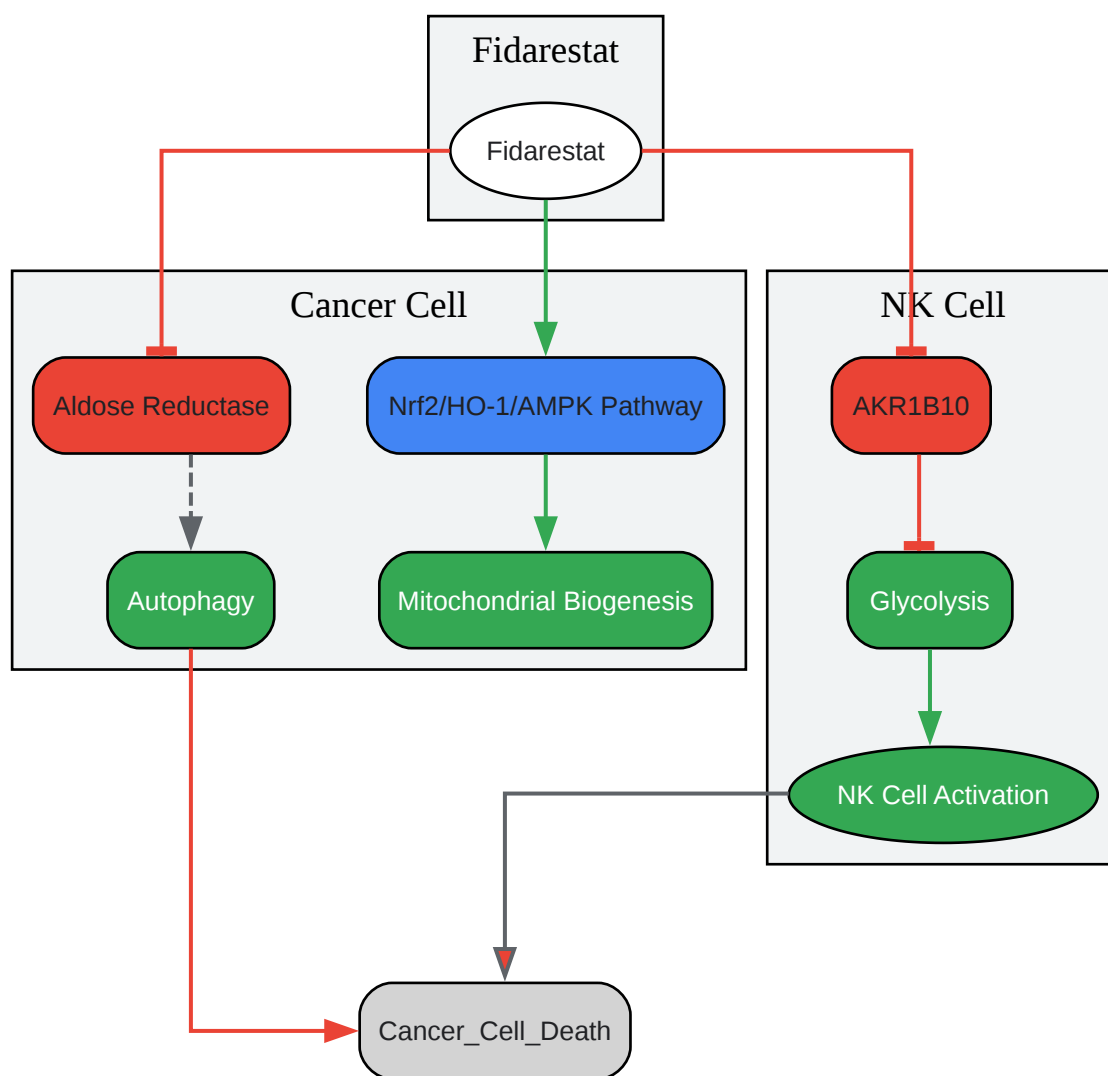 Fidarestat
Fidarestat
Cancer Cell
NK Cell
Aldose Reductase
Nrf2/HO-1/AMPK Pathway
AKR1B10
Autophagy
Mitochondrial Biogenesis
Glycolysis
NK Cell Activation
Cancer_Cell_Death